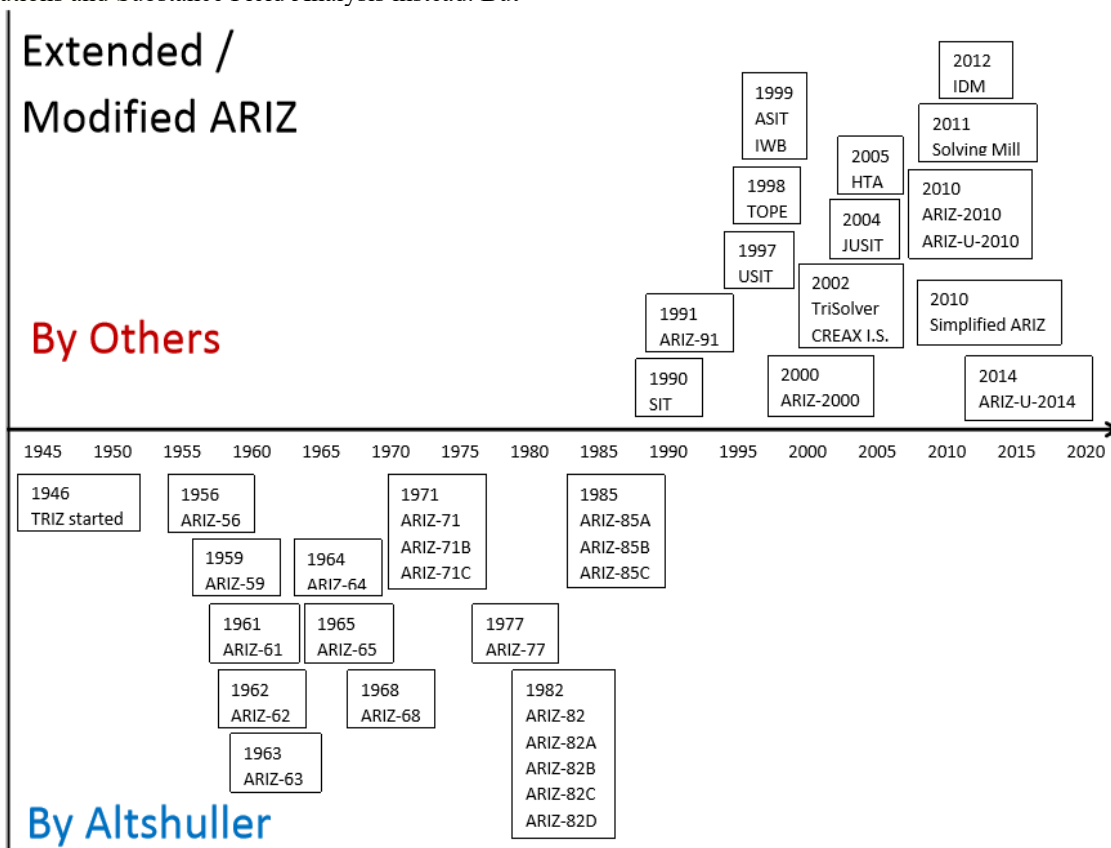 Extended /
Modified ARIZ
2012
IDM
1999
ASIT
IWB
2011
Solving Mill
2005
HTA
1998
TOPE
2010
ARIZ-2010
ARIZ-U-2010
2004
JUSIT
1997
USIT
2002
TriSolver
CREAX I.S.
2010
Simplified ARIZ
1991
ARIZ-91
By Others
2000
ARIZ-2000
2014
ARIZ-U-2014
1990
SIT
1945 1950 1955 1960 1965 1970 1975 1980 1985 1990 1995 2000 2005 2010 2015 2020
1946
TRIZ started
1956
ARIZ-56
1971
ARIZ-71
ARIZ-71B
ARIZ-71C
1985
ARIZ-85A
ARIZ-85B
ARIZ-85C
1959
ARIZ-59
1964
ARIZ-64
1961
ARIZ-61
1965
ARIZ-65
1977
ARIZ-77
1962
ARIZ-62
1968
ARIZ-68
1982
ARIZ-82
ARIZ-82A
ARIZ-82B
ARIZ-82C
ARIZ-82D
1963
ARIZ-63
By Altshuller